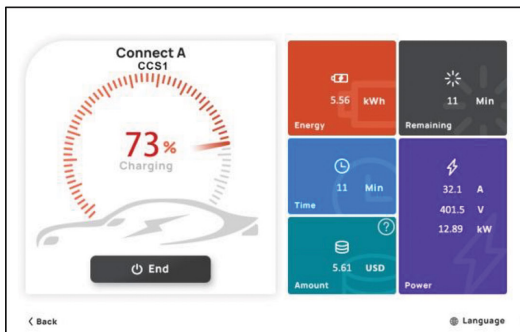 Connect A
CCS1
73%
Charging
End
5.56 kWh
Energy
11 Min
Remaining
11 Min
Time
32.1 A
401.5 V
12.89 kW
Power
?
5.61 USD
Amount
< Back
Language